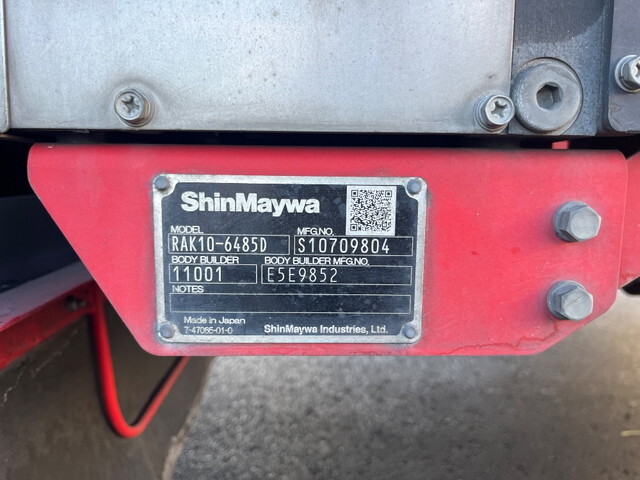 ShinMaywa
MODEL MFG.NO.
RAK10-6485D S10709804
BODY BUILDER BODY BUILDER MFG.NO.
11001 E5E9852
NOTES
Made in Japan
7-47065-01-0 ShinMaywa Industries, Ltd.